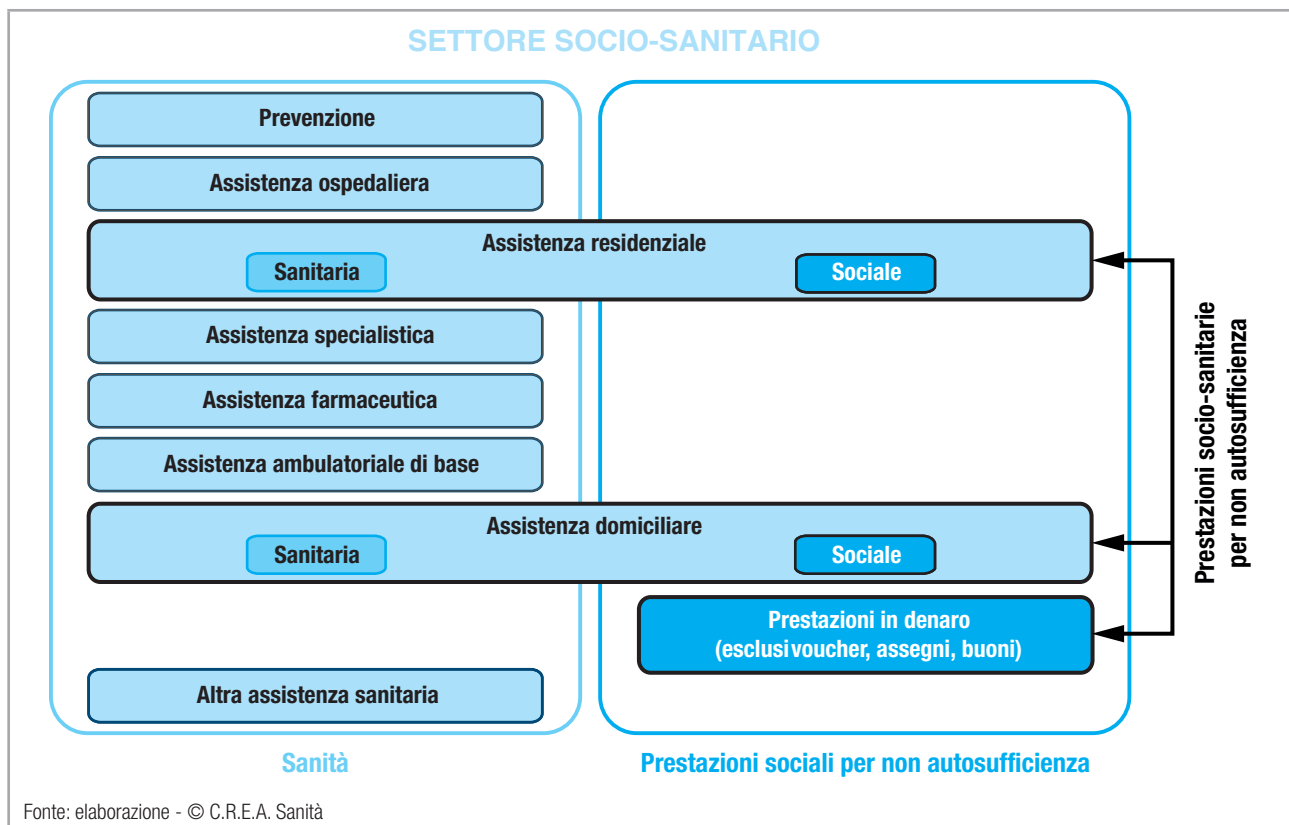 SETTORE SOCIO-SANITARIO
Prevenzione
Assistenza ospedaliera
Assistenza residenziale
Sanitaria
Sociale
Assistenza specialistica
Assistenza farmaceutica
Assistenza ambulatoriale di base
Assistenza domiciliare
Sanitaria
Sociale
Prestazioni in denaro
(esclusivoucher, assegni, buoni)
Altra assistenza sanitaria
Prestazioni socio-sanitarie
per non autosufficienza
Sanità
Prestazioni sociali per non autosufficienza
Fonte: elaborazione - © C.R.E.A. Sanità